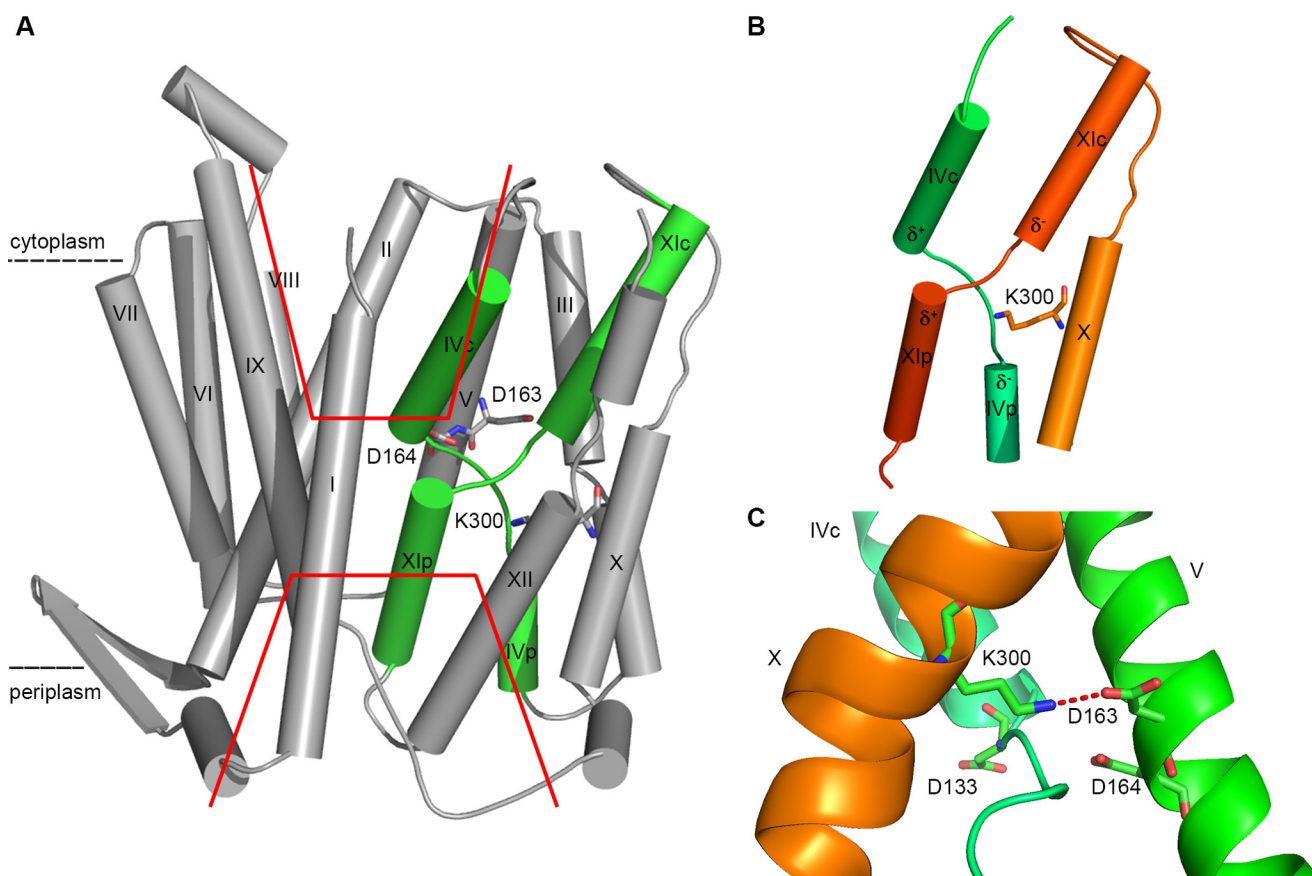 A
cytoplasm
periplasm
VII
VI
IX
VIII
I
II
IVc
V
III
XIc
D163
D164
K300
XIp
XII
X
IVp
B
IVc
XIc
δ⁺
δ⁻
K300
δ⁺
XIp
X
δ⁻
IVp
C
IVc
V
X
K300
D163
D133
D164